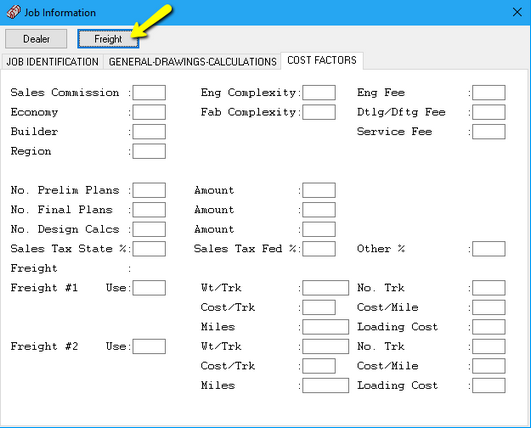 Job Information
Dealer Freight
JOB IDENTIFICATION GENERAL-DRAWINGS-CALCULATIONS COST FACTORS
Sales Commission : Eng Complexity: Eng Fee :
Economy : Fab Complexity: Dtlg/Dftg Fee :
Builder : Service Fee :
Region :
No. Prelim Plans : Amount :
No. Final Plans : Amount :
No. Design Calcs : Amount :
Sales Tax State %: Sales Tax Fed %: Other % :
Freight :
Freight #1 Use: Wt/Trk : No. Trk :
Cost/Trk : Cost/Mile :
Miles : Loading Cost :
Freight #2 Use: Wt/Trk : No. Trk :
Cost/Trk : Cost/Mile :
Miles : Loading Cost :